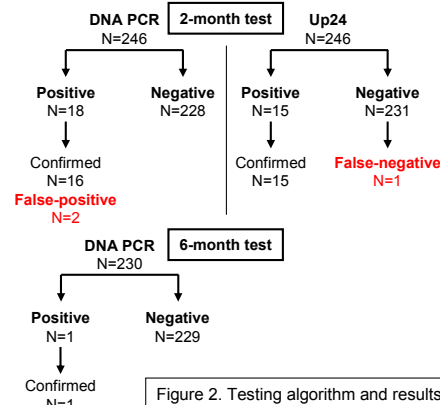 DNA PCR
N=246
2-month test
Up24
N=246
Positive
N=18
Negative
N=228
Positive
N=15
Negative
N=231
Confirmed
N=16
False-positive
N=2
Confirmed
N=15
False-negative
N=1
DNA PCR
N=230
6-month test
Positive
N=1
Negative
N=229
Confirmed
N=1
Figure 2. Testing algorithm and results